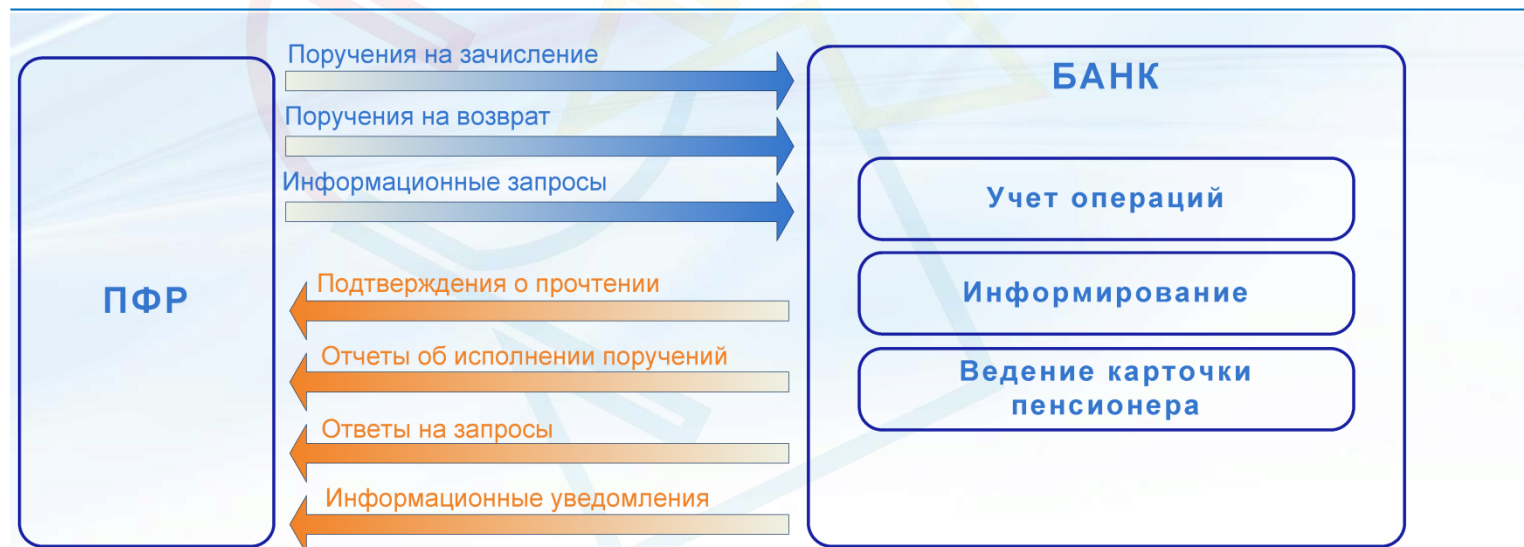 ПФР
Поручения на зачисление
Поручения на возврат
Информационные запросы
Подтверждения о прочтении
Отчеты об исполнении поручений
Ответы на запросы
Информационные уведомления
БАНК
Учет операций
Информирование
Ведение карточки
пенсионера